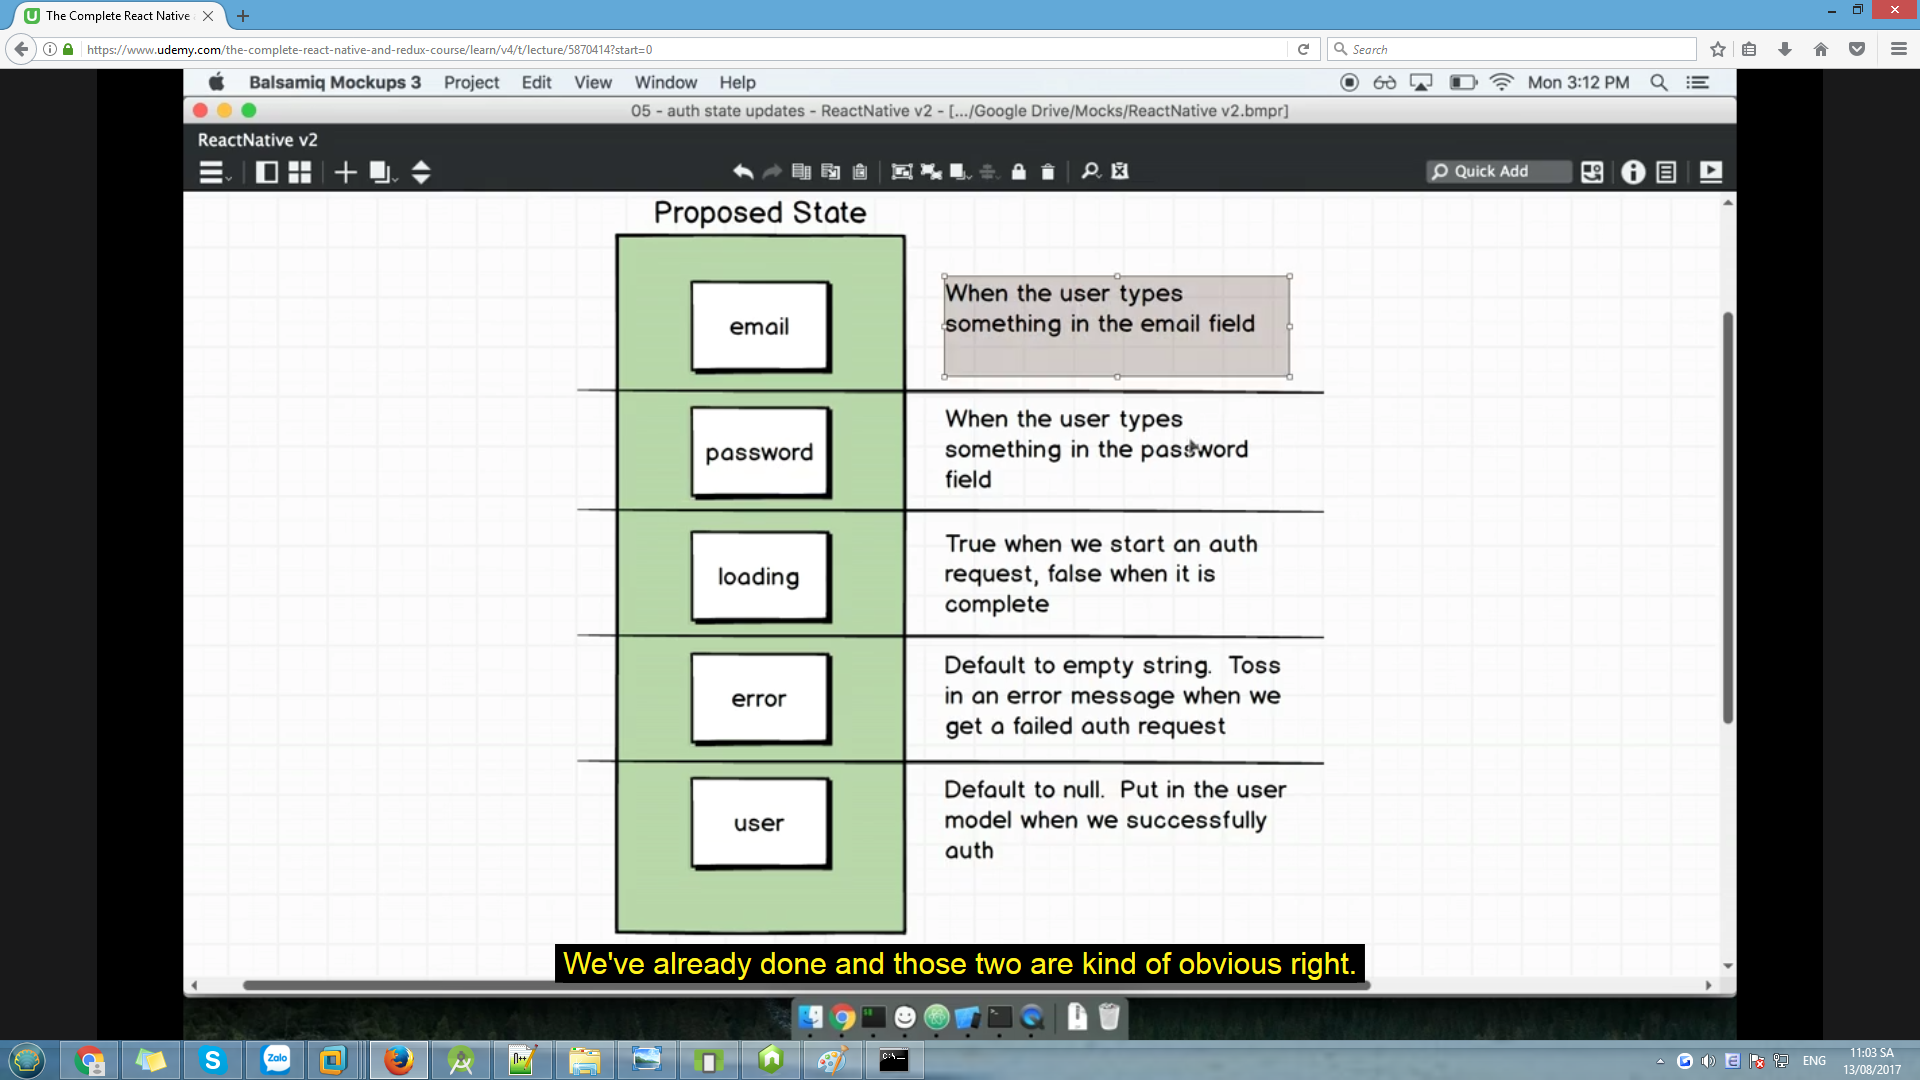 The Complete React Native
https://www.udemy.com/the-complete-react-native-and-redux-course/learn/v4/t/lecture/5870414?start=0
Search
Balsamiq Mockups 3 Project Edit View Window Help
Mon 3:12 PM
05 - auth state updates - ReactNative v2 - [.../Google Drive/Mocks/ReactNative v2.bmpr]
ReactNative v2
Quick Add
Proposed State
email
When the user types
something in the email field
password
When the user types
something in the password
field
loading
True when we start an auth
request, false when it is
complete
error
Default to empty string. Toss
in an error message when we
get a failed auth request
user
Default to null. Put in the user
model when we successfully
auth
We've already done and those two are kind of obvious right.
Zalo
ENG
11:03 SA
13/08/2017